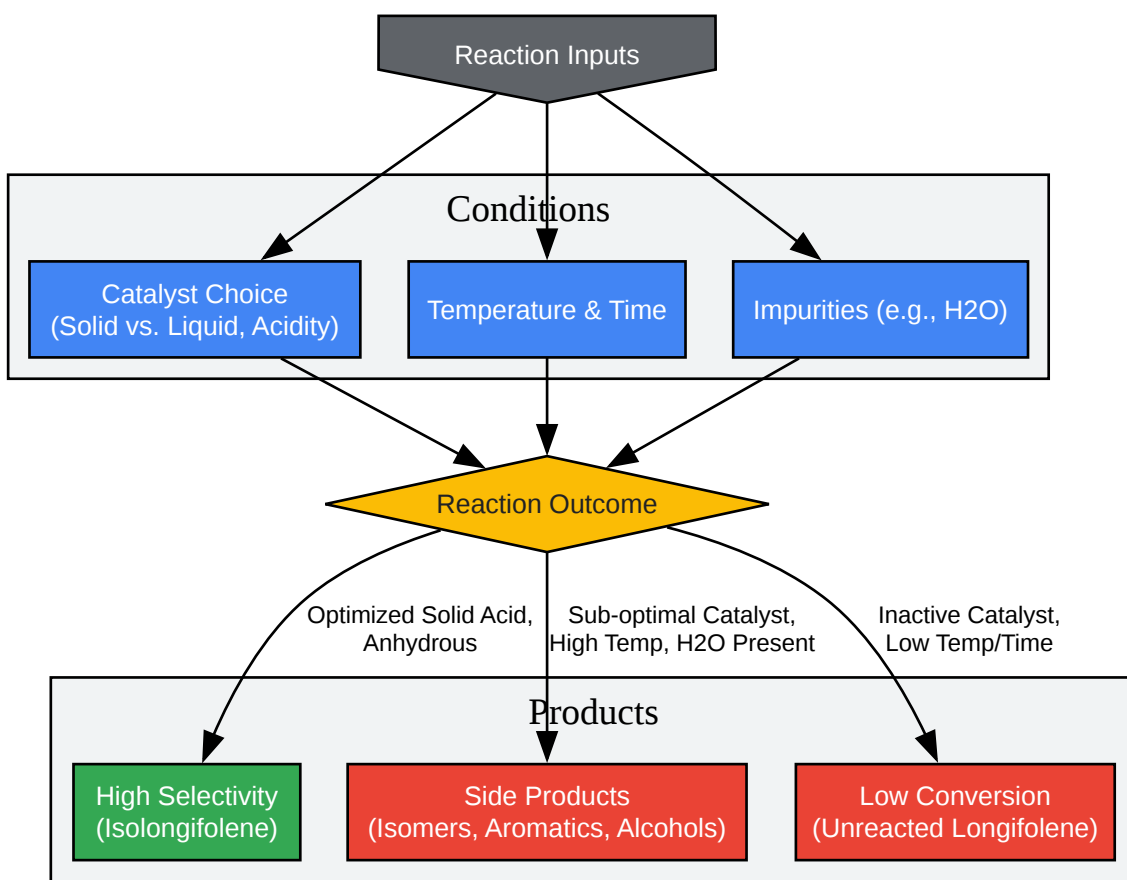 Reaction Inputs
Conditions
Catalyst Choice
(Solid vs. Liquid, Acidity)
Temperature & Time
Impurities (e.g., H2O)
Reaction Outcome
Optimized Solid Acid,
Anhydrous
Sub-optimal Catalyst,
High Temp, H2O Present
Inactive Catalyst,
Low Temp/Time
Products
High Selectivity
(Isolongifolene)
Side Products
(Isomers, Aromatics, Alcohols)
Low Conversion
(Unreacted Longifolene)